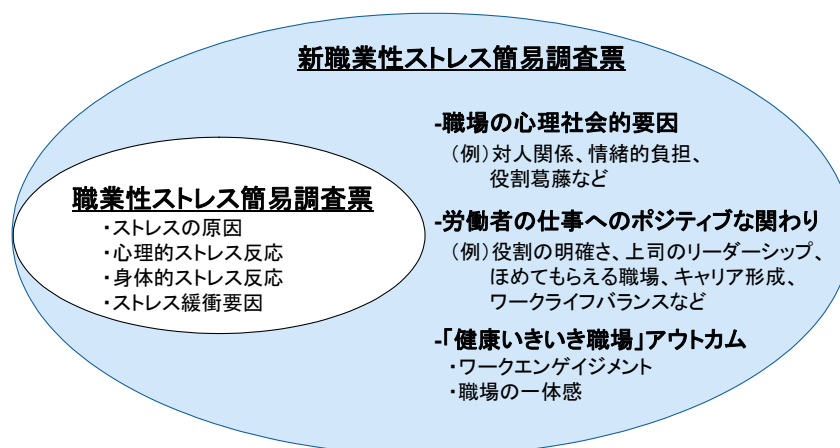 新職業性ストレス簡易調査票
職業性ストレス簡易調査票
・ストレスの原因
・心理的ストレス反応
・身体的ストレス反応
・ストレス緩衝要因
-職場の心理社会的要因
（例）対人関係、情緒的負担、
役割葛藤など
-労働者の仕事へのポジティブな関わり
（例）役割の明確さ、上司のリーダーシップ、
ほめてもらえる職場、キャリア形成、
ワークライフバランスなど
-「健康いきいき職場」アウトカム
・ワークエンゲイジメント
・職場の一体感